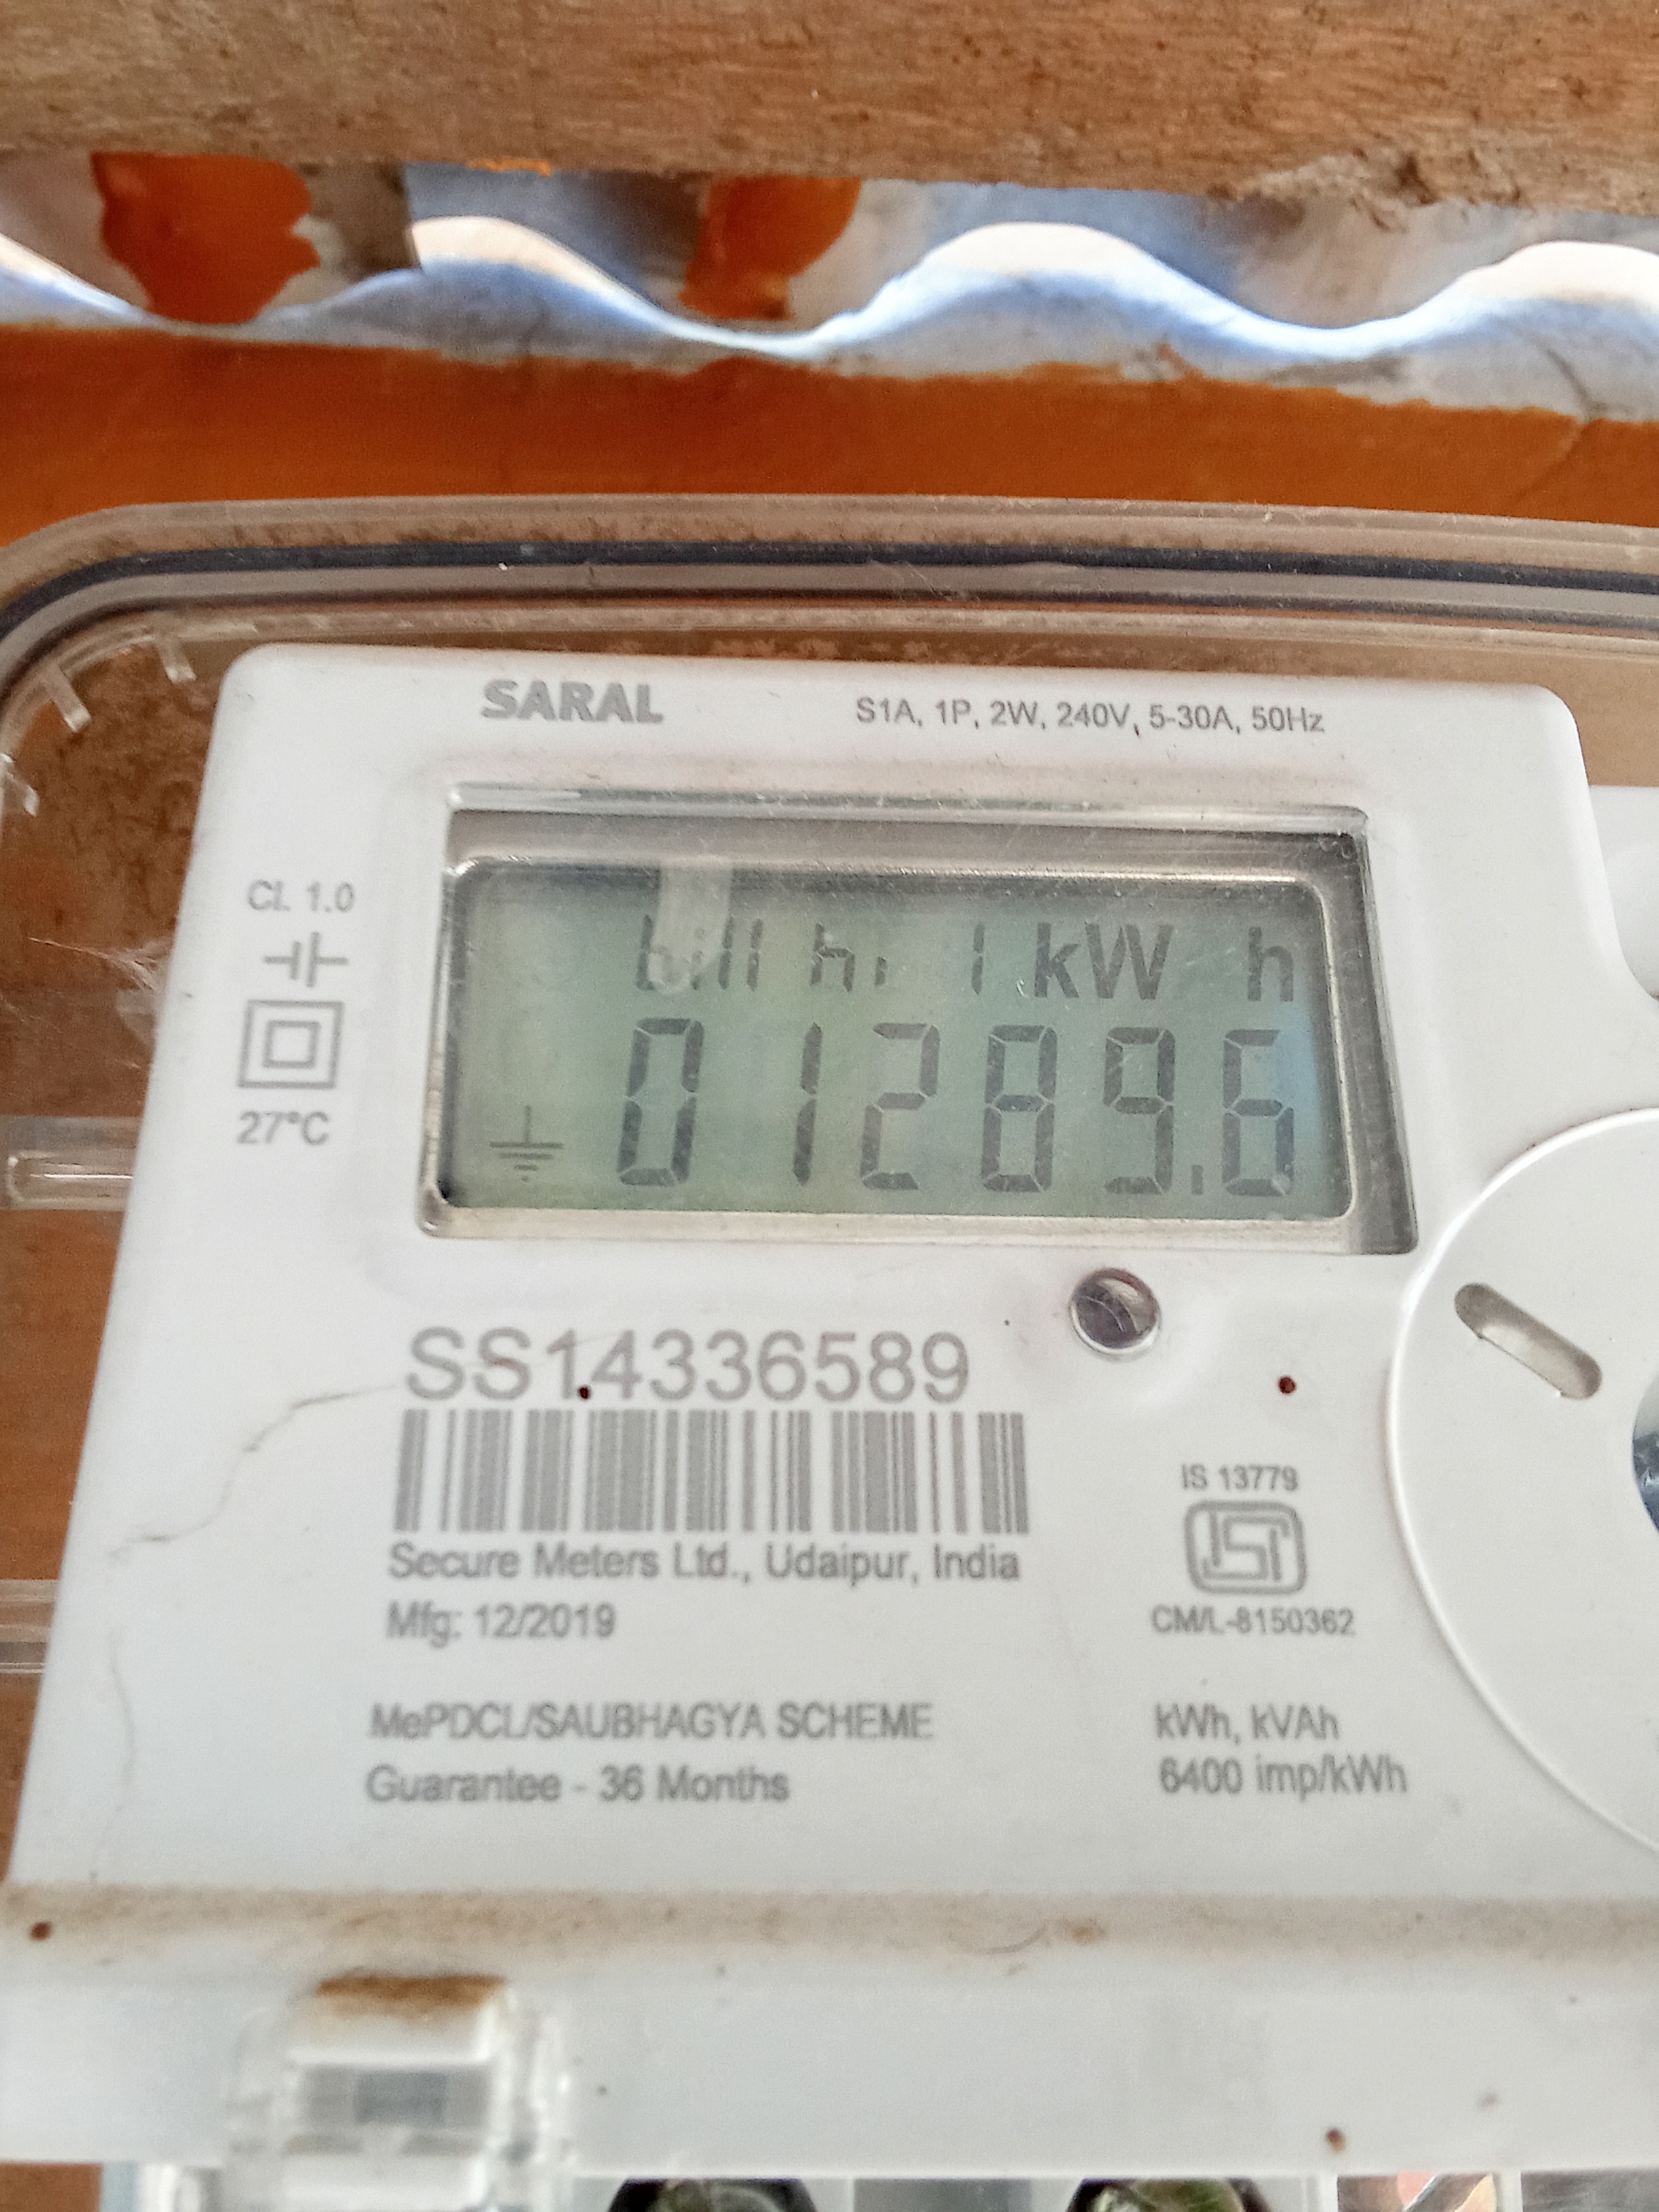 SARAL
S1A, 1P, 2W, 240V, 5-30A, 50Hz
Cl. 1.0
27°C
bill hi 1 kW h
01289.6
SS14336589
Secure Meters Ltd., Udaipur, India
Mfg: 12/2019
IS 13779
ISI
CM/L-8150362
MePDCL/SAUBHAGYA SCHEME
Guarantee - 36 Months
kWh, kVAh
6400 imp/kWh